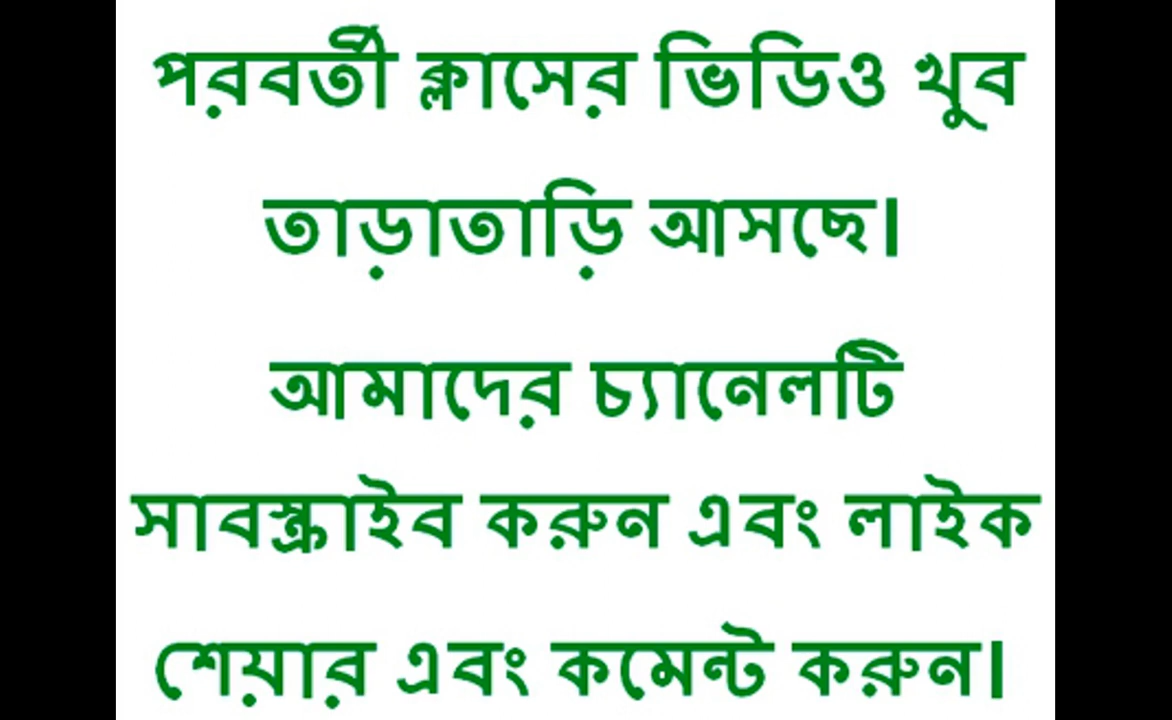 পরবর্তী ক্লাসের ভিডিও খুব
তাড়াতাড়ি আসছে।
আমাদের চ্যানেলটি
সাবস্ক্রাইব করুন এবং লাইক
শেয়ার এবং কমেন্ট করুন।